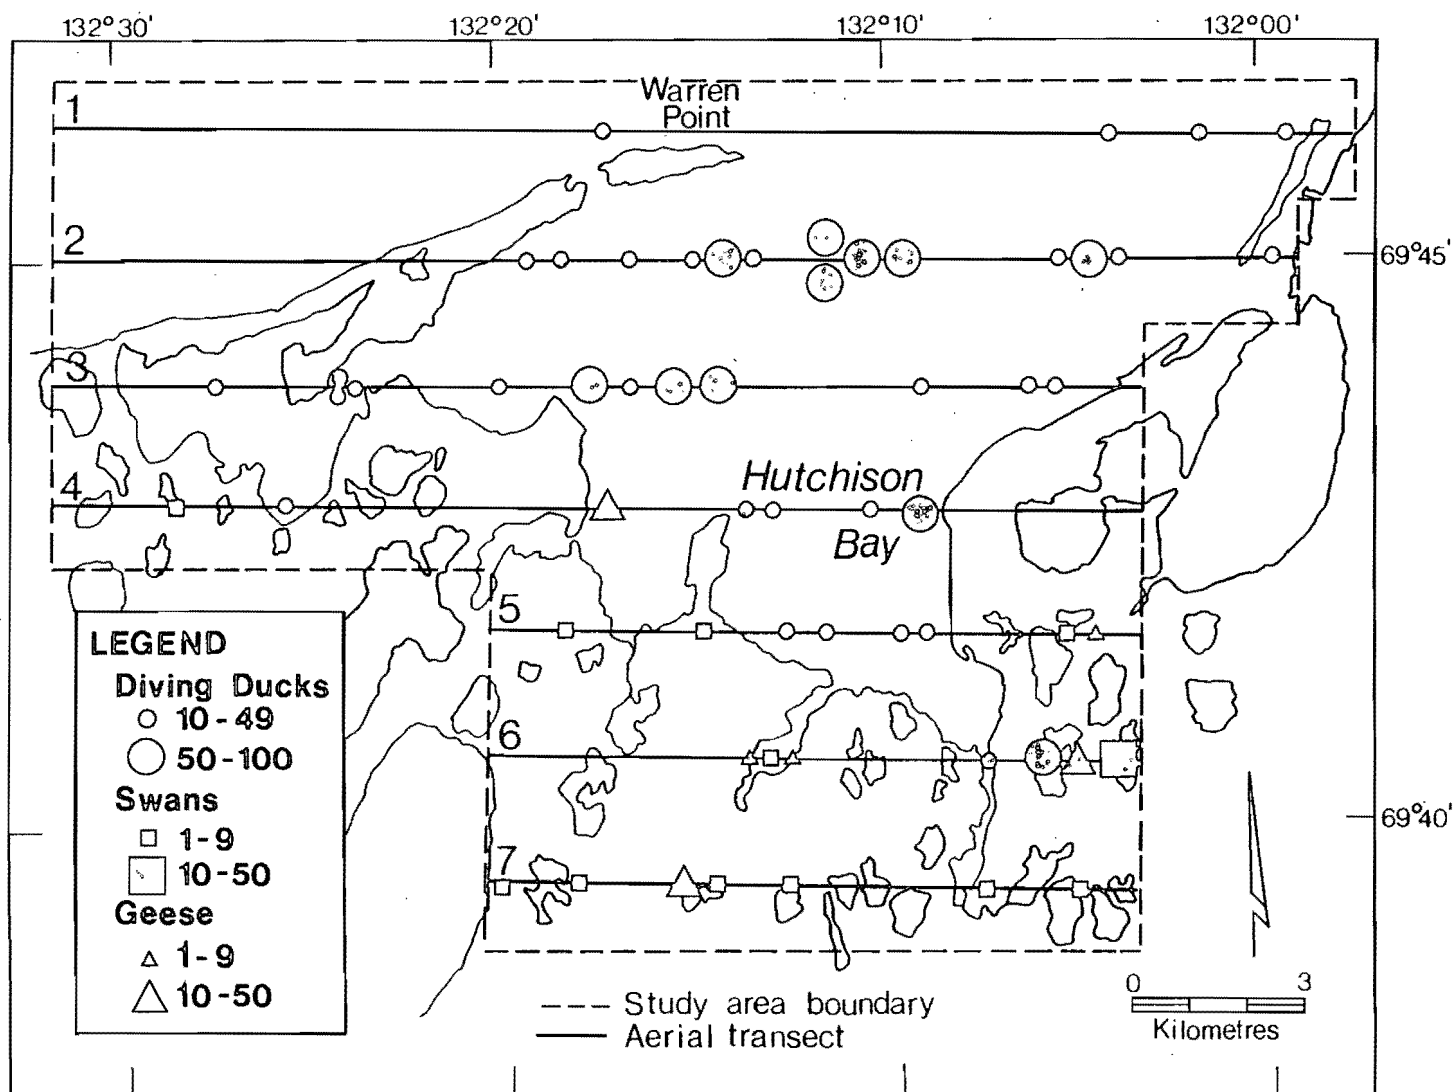 132°30' 132°20' 132°10' 132°00'
Warren
Point
1
2
69°45'
3
4
Hutchison
Bay
5
6
69°40'
7
LEGEND
Diving Ducks
10-49
50-100
Swans
1-9
10-50
Geese
1-9
10-50
Study area boundary
Aerial transect
0 3
Kilometres